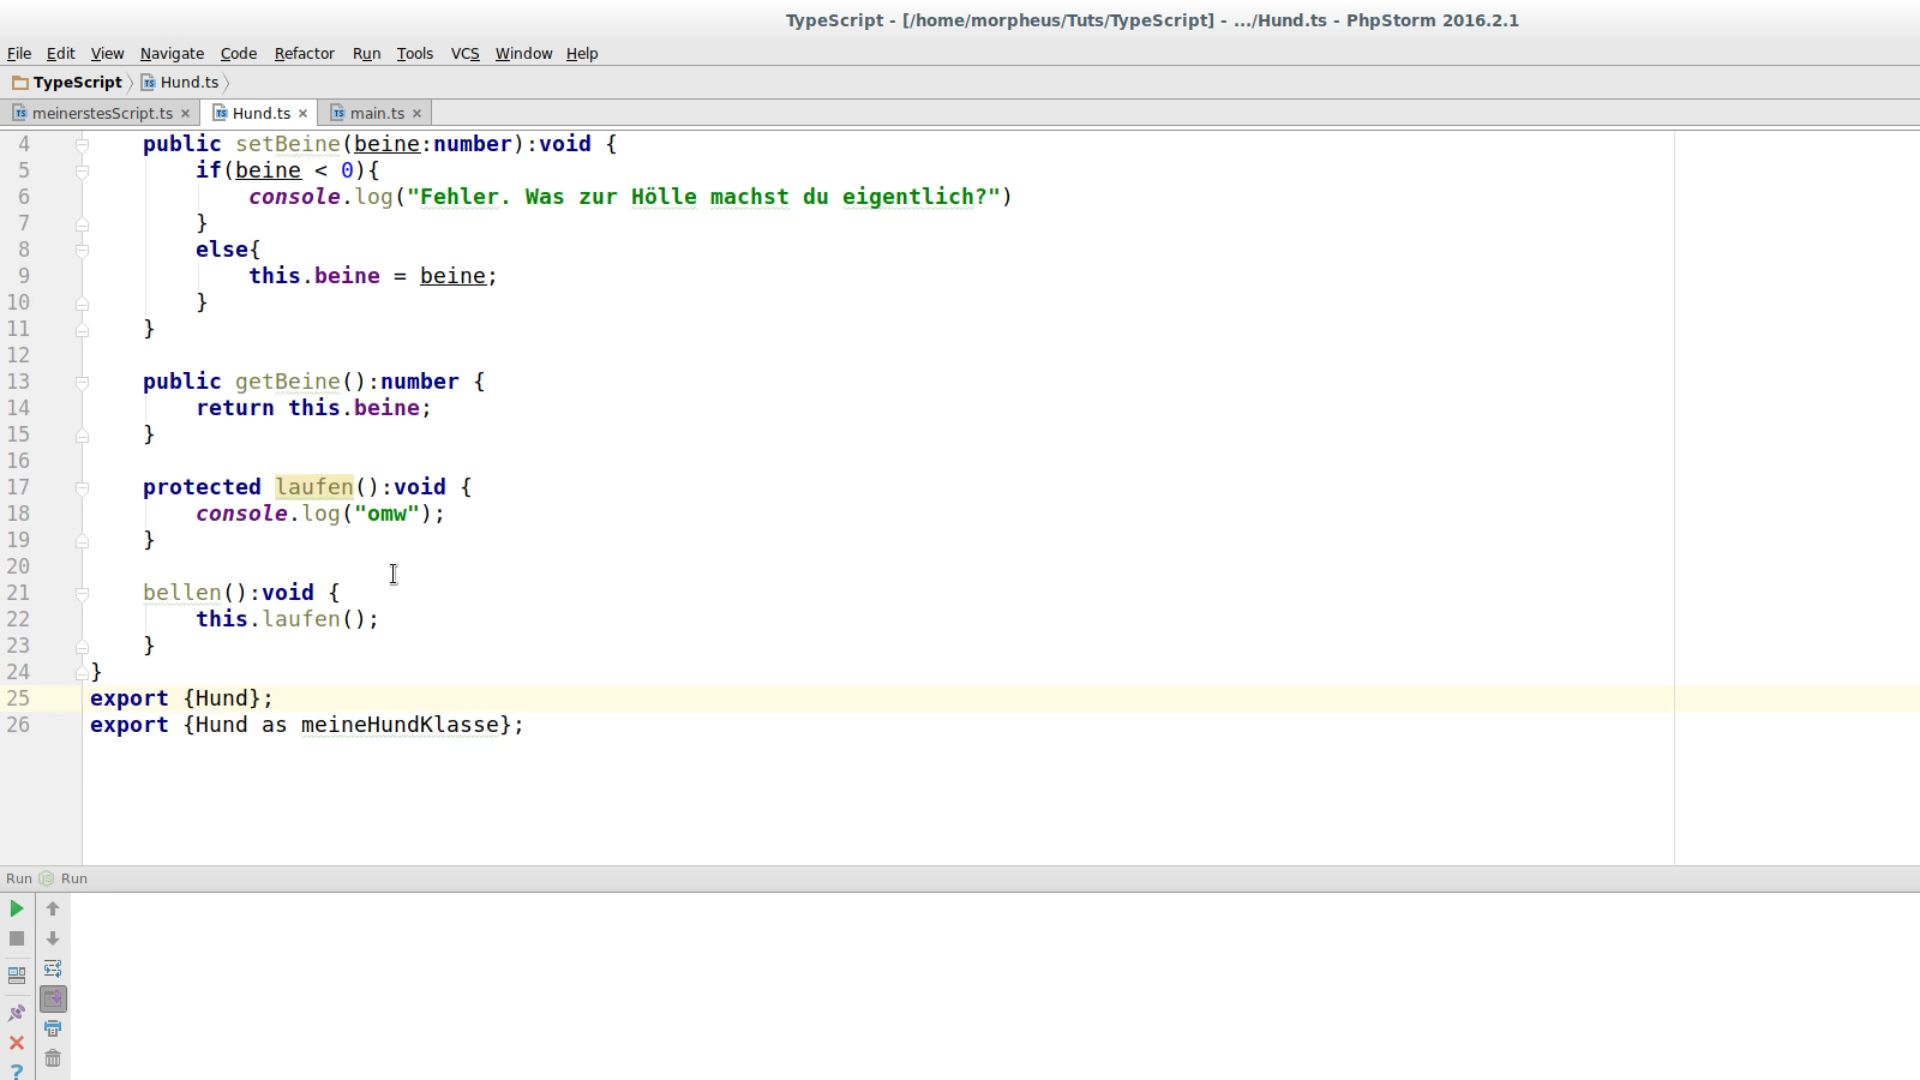 TypeScript - [/home/morpheus/Tuts/TypeScript] - .../Hund.ts - PhpStorm 2016.2.1
File Edit View Navigate Code Refactor Run Tools VCS Window Help
TypeScript Hund.ts
meinerstesScript.ts Hund.ts main.ts
4 public setBeine(beine:number):void {
5 if(beine < 0){
6 console.log("Fehler. Was zur Hölle machst du eigentlich?")
7 }
8 else{
9 this.beine = beine;
10 }
11 }
12
13 public getBeine():number {
14 return this.beine;
15 }
16
17 protected laufen():void {
18 console.log("omw");
19 }
20
21 bellen():void {
22 this.laufen();
23 }
24 }
25 export {Hund};
26 export {Hund as meineHundKlasse};
Run Run